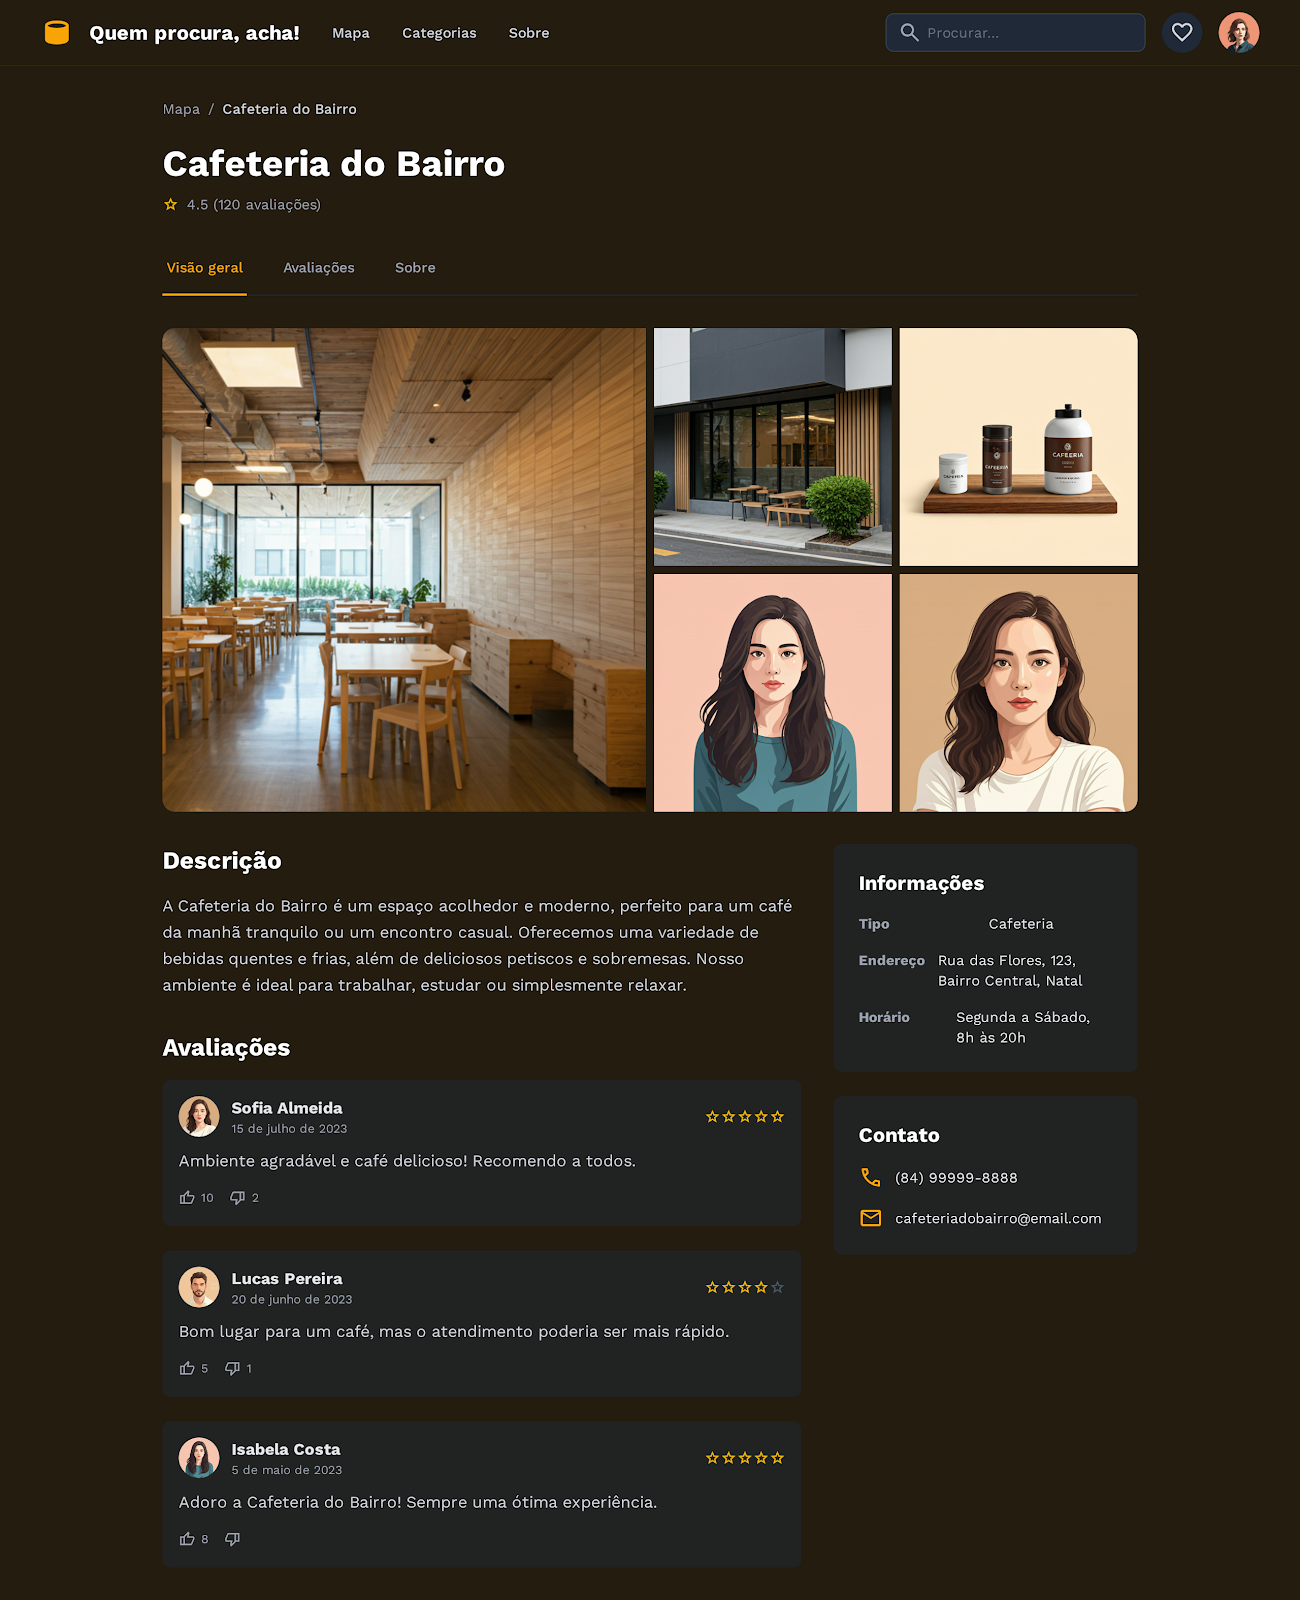 Quem procura, acha!
Mapa
Categorias
Sobre
Procurar...
Mapa / Cafeteria do Bairro
Cafeteria do Bairro
4.5 (120 avaliações)
Visão geral
Avaliações
Sobre
CAFEERIA
Descrição
A Cafeteria do Bairro é um espaço acolhedor e moderno, perfeito para um café
da manhã tranquilo ou um encontro casual. Oferecemos uma variedade de
bebidas quentes e frias, além de deliciosos petiscos e sobremesas. Nosso
ambiente é ideal para trabalhar, estudar ou simplesmente relaxar.
Avaliações
Sofia Almeida
15 de julho de 2023
Ambiente agradável e café delicioso! Recomendo a todos.
10 2
Lucas Pereira
20 de junho de 2023
Bom lugar para um café, mas o atendimento poderia ser mais rápido.
5 1
Isabela Costa
5 de maio de 2023
Adoro a Cafeteria do Bairro! Sempre uma ótima experiência.
8
Informações
Tipo Cafeteria
Endereço Rua das Flores, 123,
Bairro Central, Natal
Horário Segunda a Sábado,
8h às 20h
Contato
(84) 99999-8888
cafeteriadobairro@email.com